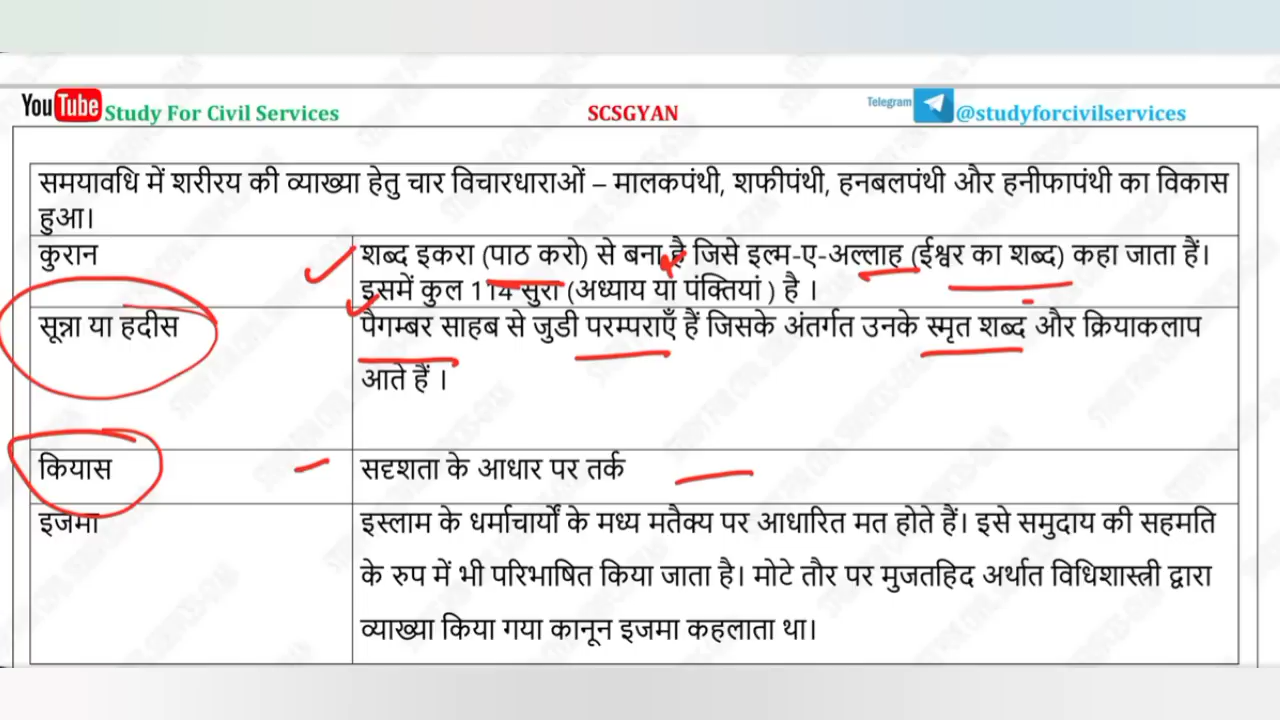 YouTube Study For Civil Services SCSGYAN Telegram @studyforcivilservices
समयावधि में शरीरय की व्याख्या हेतु चार विचारधाराओं – मालकपंथी, शफीपंथी, हनबलपंथी और हनीफापंथी का विकास
हुआ।
कुरान शब्द इकरा (पाठ करो) से बना है जिसे इल्म-ए-अल्लाह (ईश्वर का शब्द) कहा जाता हैं।
इसमें कुल 114 सुरा (अध्याय या पंक्तियां ) है ।
सून्ना या हदीस पैगम्बर साहब से जुडी परम्पराएँ हैं जिसके अंतर्गत उनके स्मृत शब्द और क्रियाकलाप
आते हैं ।
कियास सदृशता के आधार पर तर्क
इजमा इस्लाम के धर्माचार्यों के मध्य मतैक्य पर आधारित मत होते हैं। इसे समुदाय की सहमति
के रुप में भी परिभाषित किया जाता है। मोटे तौर पर मुजतहिद अर्थात विधिशास्त्री द्वारा
व्याख्या किया गया कानून इजमा कहलाता था।